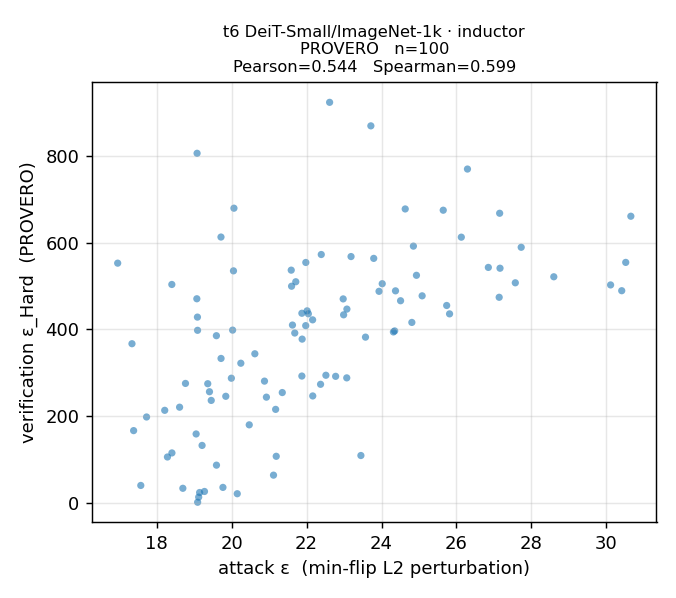 t6 DeiT-Small/ImageNet-1k · inductor
PROVERO   n=100
Pearson=0.544   Spearman=0.599
verification ε_Hard  (PROVERO)
800
600
400
200
0
18
20
22
24
26
28
30
attack ε  (min-flip L2 perturbation)